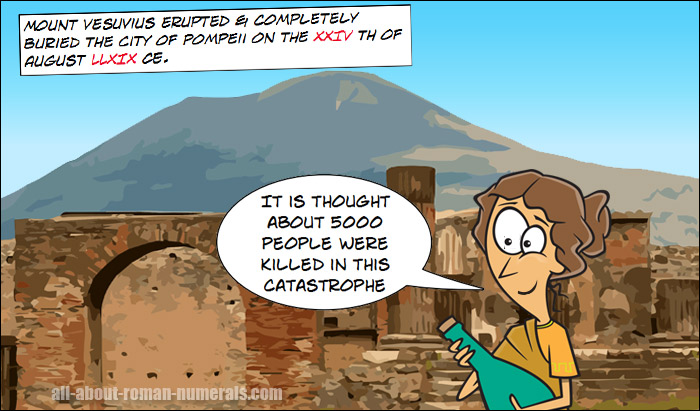 MOUNT VESUVIUS ERUPTED & COMPLETELY
BURIED THE CITY OF POMPEII ON THE XXIV TH OF
AUGUST LLXIX CE.
IT IS THOUGHT
ABOUT 5000
PEOPLE WERE
KILLED IN THIS
CATASTROPHE
all-about-roman-numerals.com